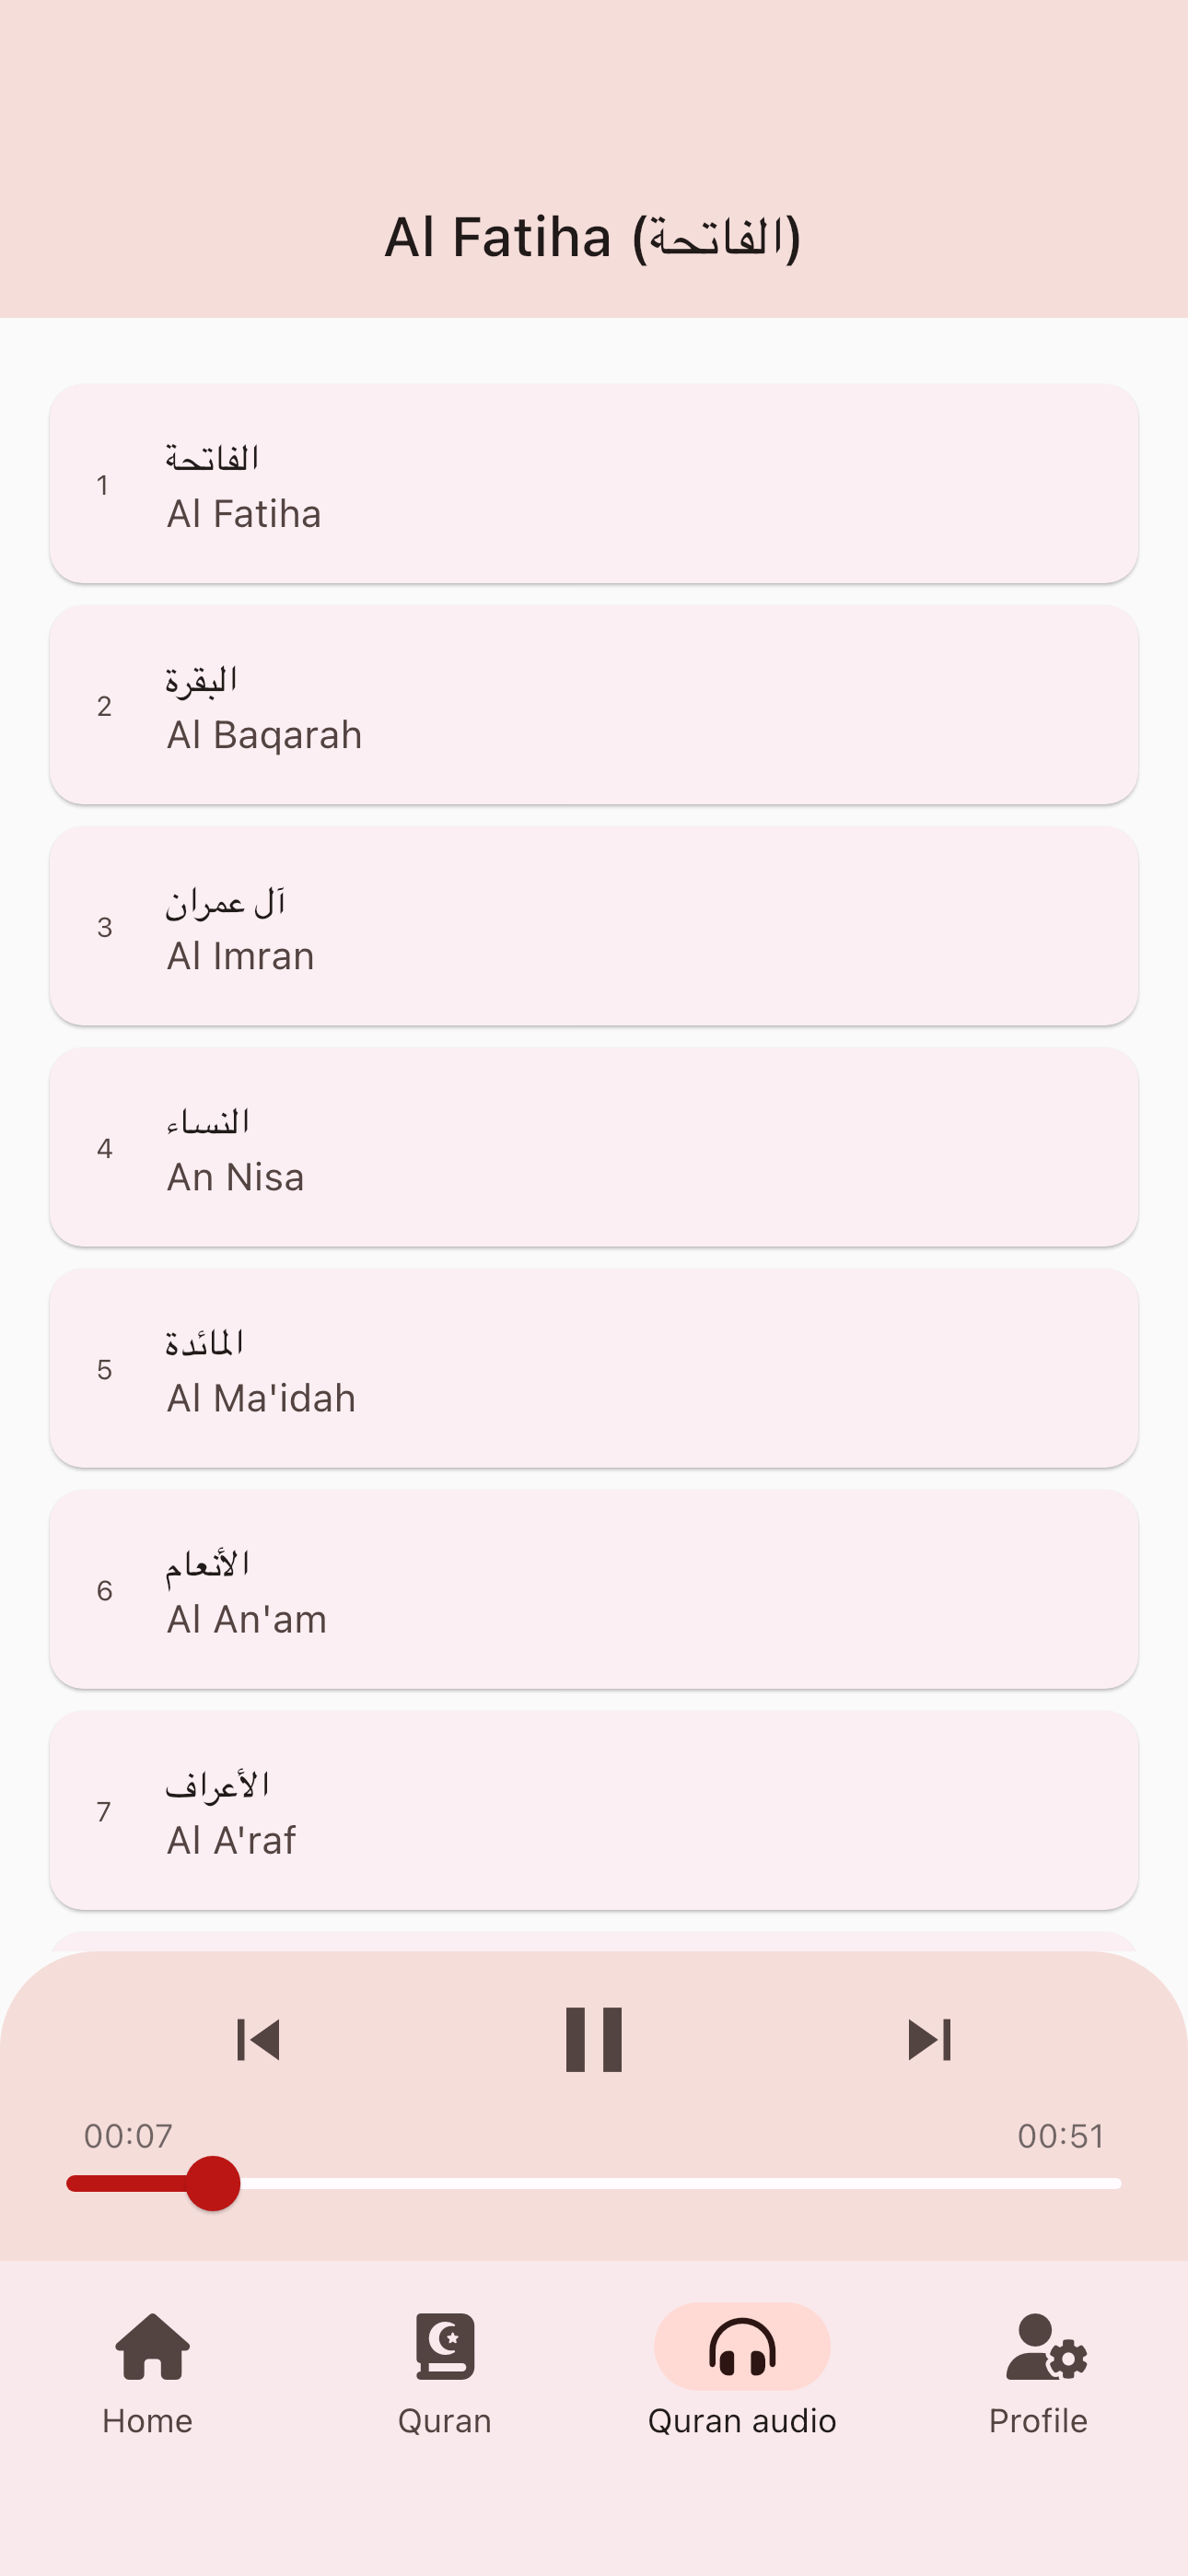 Al Fatiha (الفاتحة)
1
الفاتحة
Al Fatiha
2
البقرة
Al Baqarah
3
آل عمران
Al Imran
4
النساء
An Nisa
5
المائدة
Al Ma'idah
6
الأنعام
Al An'am
7
الأعراف
Al A'raf
00:07 00:51
Home Quran Quran audio Profile